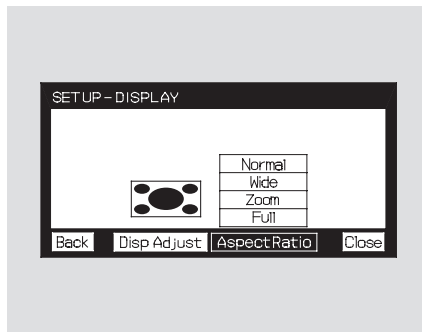 SETUP-DISPLAY
Normal
Wide
Zoom
Full
Back Disp Adjust AspectRatio Close